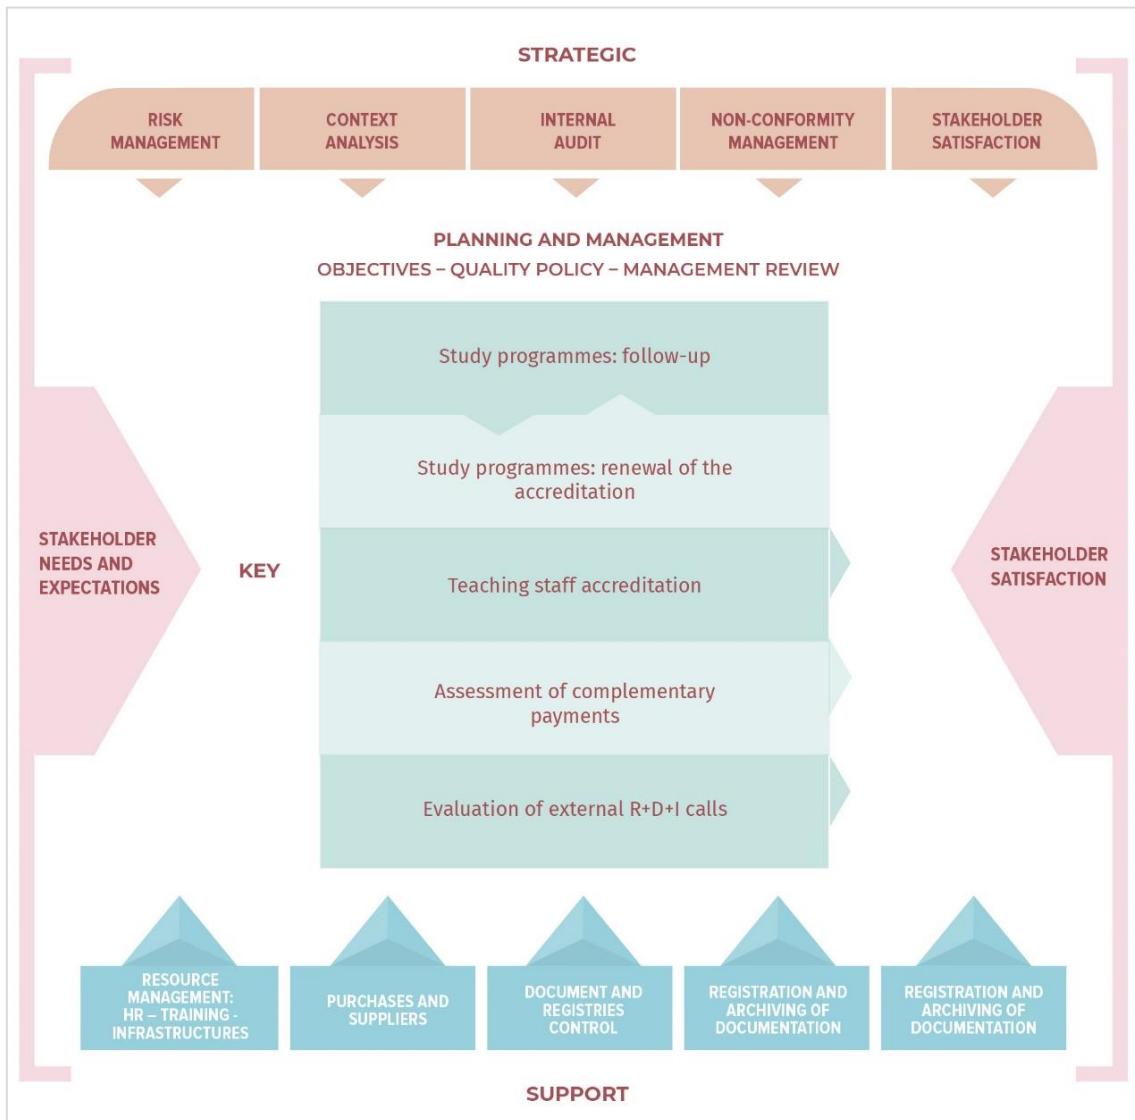 STRATEGIC
RISK
MANAGEMENT
CONTEXT
ANALYSIS
INTERNAL
AUDIT
NON-CONFORMITY
MANAGEMENT
STAKEHOLDER
SATISFACTION
PLANNING AND MANAGEMENT
OBJECTIVES – QUALITY POLICY – MANAGEMENT REVIEW
Study programmes: follow-up
Study programmes: renewal of the
accreditation
STAKEHOLDER
NEEDS AND
EXPECTATIONS
KEY
Teaching staff accreditation
STAKEHOLDER
SATISFACTION
Assessment of complementary
payments
Evaluation of external R+D+I calls
RESOURCE
MANAGEMENT:
HR – TRAINING -
INFRASTRUCTURES
PURCHASES AND
SUPPLIERS
DOCUMENT AND
REGISTRIES
CONTROL
REGISTRATION AND
ARCHIVING OF
DOCUMENTATION
REGISTRATION AND
ARCHIVING OF
DOCUMENTATION
SUPPORT